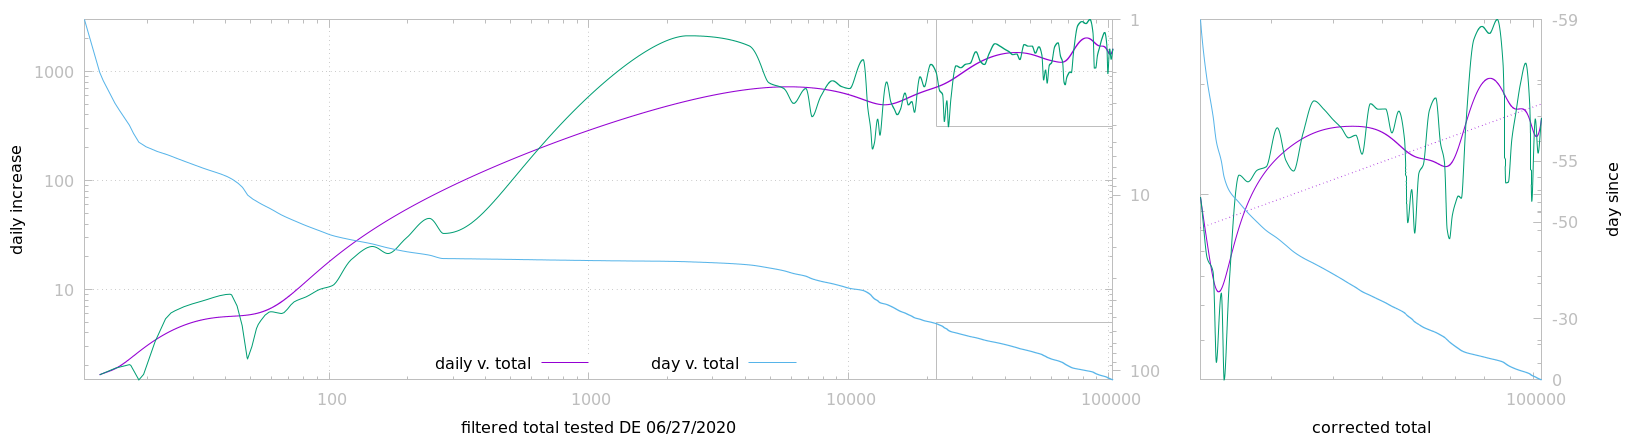 daily increase
1000
100
10
1
10
100
daily v. total
day v. total
100
1000
10000
100000
filtered total tested DE 06/27/2020
-59
-55
-50
-30
0
day since
100000
corrected total